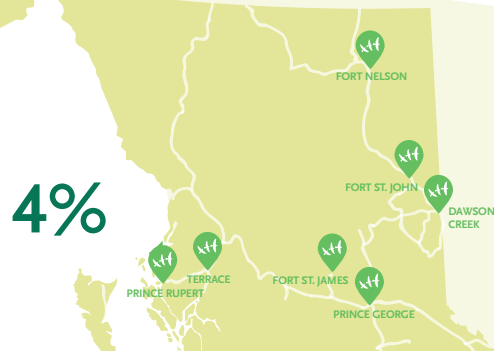 FORT NELSON
FORT ST. JOHN
DAWSON
CREEK
4%
TERRACE
FORT ST. JAMES
PRINCE RUPERT
PRINCE GEORGE